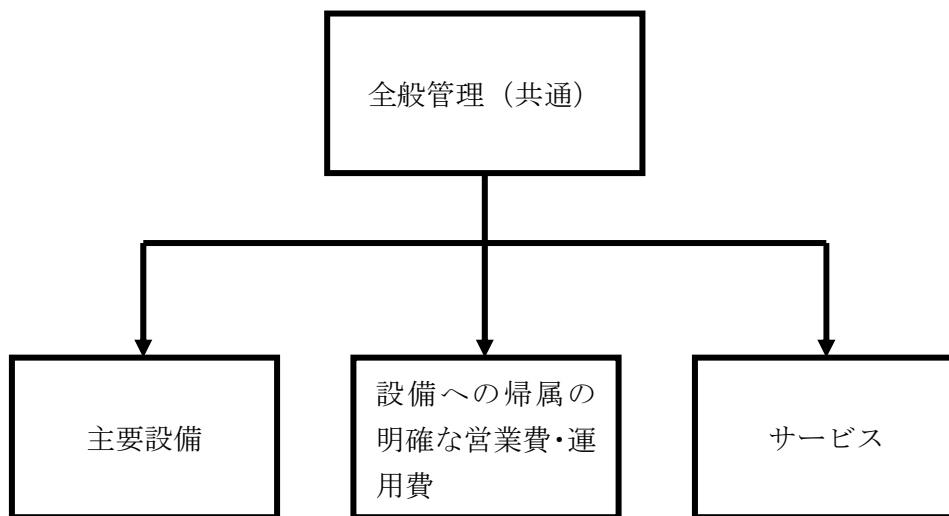 全般管理（共通）
主要設備
設備への帰属の
明確な営業費･運
用費
サービス